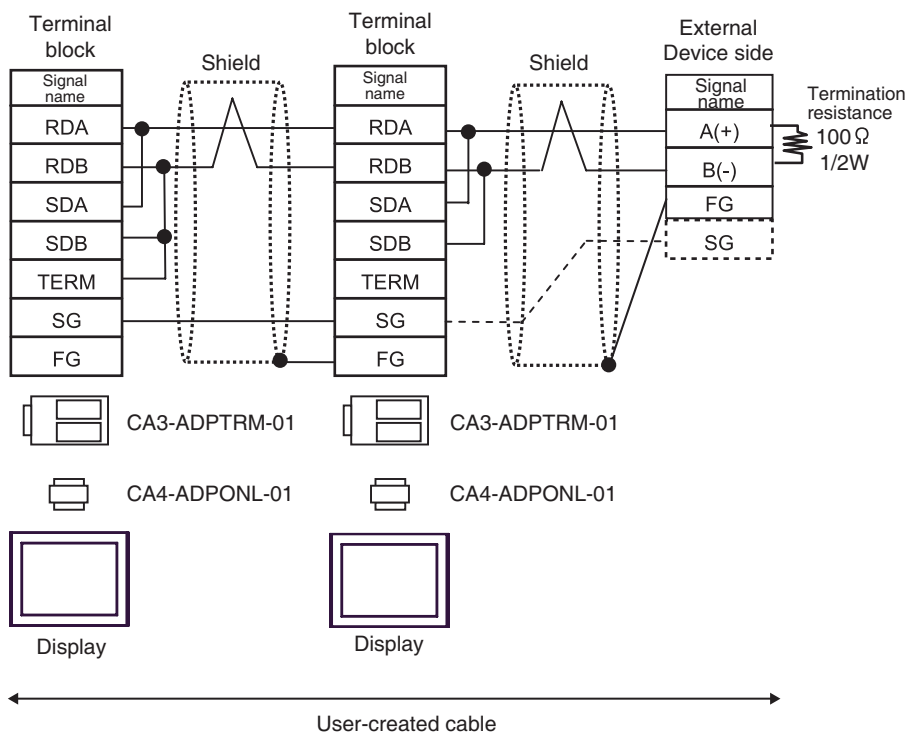 Terminal
block
Signal
name
RDA
RDB
SDA
SDB
TERM
SG
FG
Shield
Terminal
block
Signal
name
RDA
RDB
SDA
SDB
TERM
SG
FG
Shield
External
Device side
Signal
name
A(+)
B(-)
FG
SG
Termination
resistance
100 Ω
1/2W
CA3-ADPTRM-01
CA3-ADPTRM-01
CA4-ADPONL-01
CA4-ADPONL-01
Display
Display
User-created cable